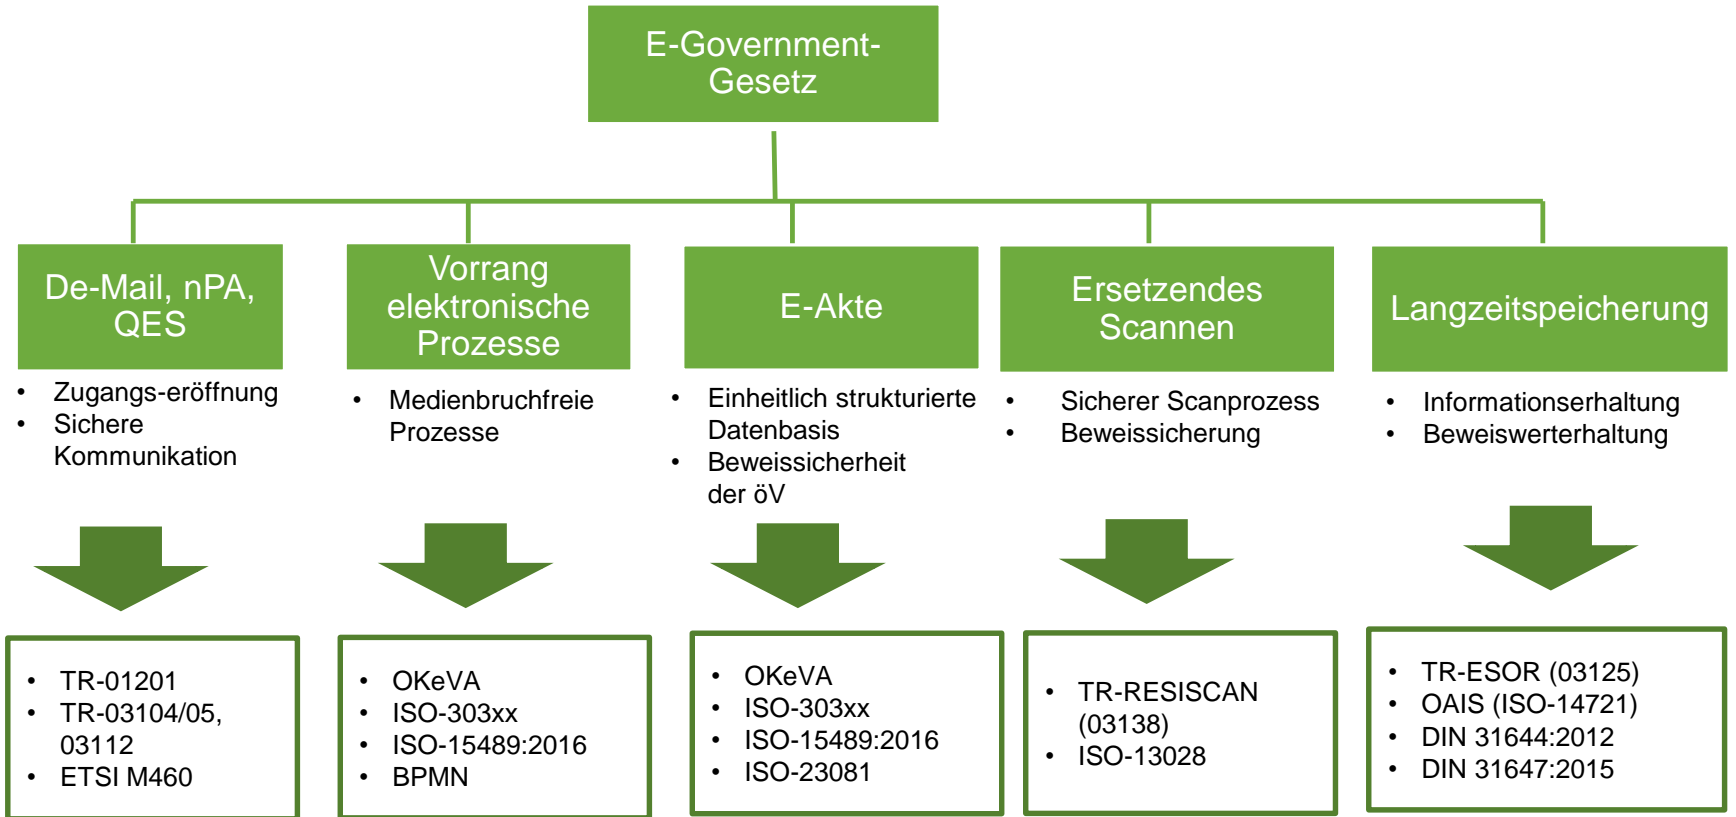 E-Government-
Gesetz
De-Mail, nPA,
QES
• Zugangs-eröffnung
• Sichere
Kommunikation
• TR-01201
• TR-03104/05,
03112
• ETSI M460
Vorrang
elektronische
Prozesse
• Medienbruchfreie
Prozesse
• OKeVA
• ISO-303xx
• ISO-15489:2016
• BPMN
E-Akte
• Einheitlich strukturierte
Datenbasis
• Beweissicherheit
der öV
• OKeVA
• ISO-303xx
• ISO-15489:2016
• ISO-23081
Ersetzendes
Scannen
• Sicherer Scanprozess
• Beweissicherung
• TR-RESISCAN
(03138)
• ISO-13028
Langzeitspeicherung
• Informationserhaltung
• Beweiswerterhaltung
• TR-ESOR (03125)
• OAIS (ISO-14721)
• DIN 31644:2012
• DIN 31647:2015